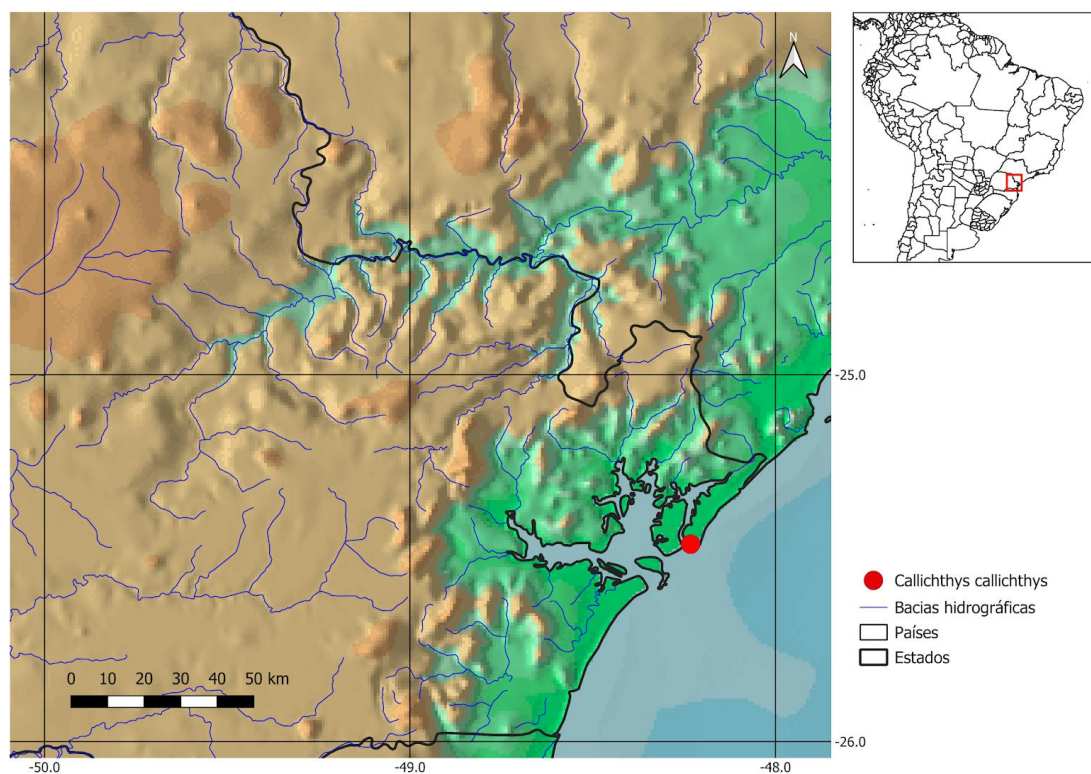 N
-25.0
Callichthys callichthys
Bacias hidrográficas
Países
Estados
0 10 20 30 40 50 km
-26.0
-50.0 -49.0 -48.0